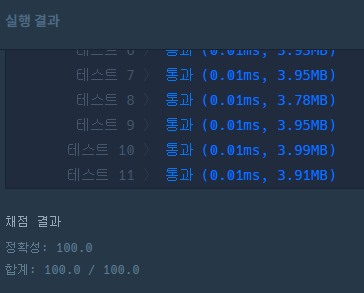 실행 결과
테스트 6 〉 통과 (0.01ms, 3.95MB)
테스트 7 〉 통과 (0.01ms, 3.95MB)
테스트 8 〉 통과 (0.01ms, 3.78MB)
테스트 9 〉 통과 (0.01ms, 3.95MB)
테스트 10 〉 통과 (0.01ms, 3.99MB)
테스트 11 〉 통과 (0.01ms, 3.91MB)
채점 결과
정확성: 100.0
합계: 100.0 / 100.0